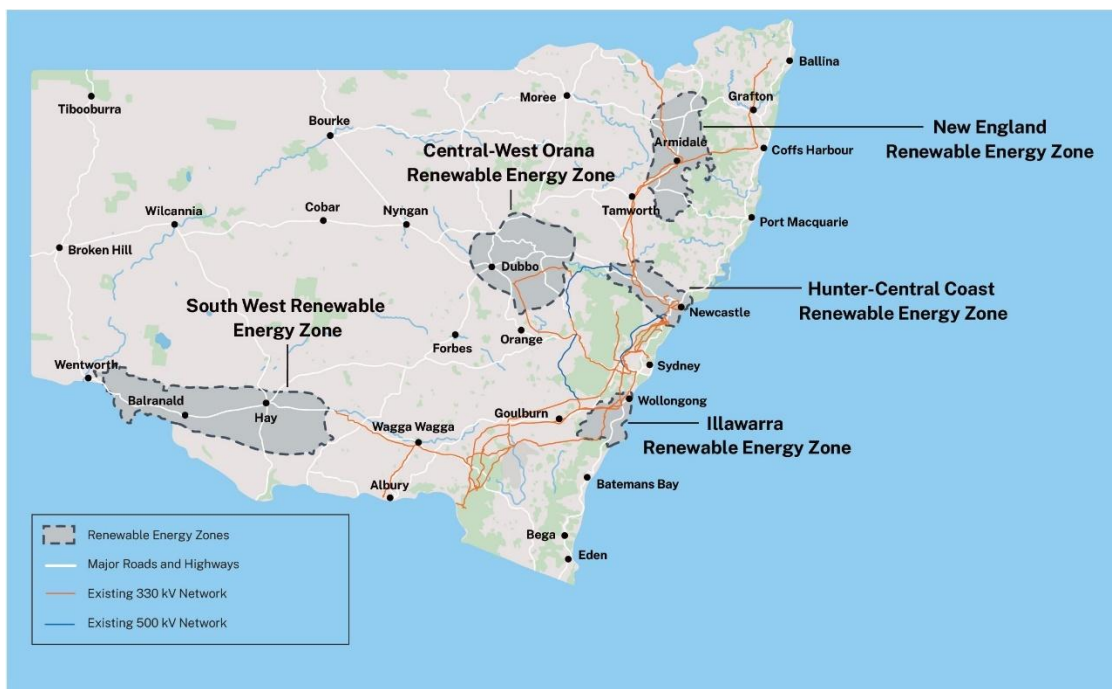 Ballina
Tibooburra
Moree
Grafton
Bourke
New England
Renewable Energy Zone
Central-West Orana
Renewable Energy Zone
Armidale
Coffs Harbour
Wilcannia
Cobar
Nyngan
Tamworth
Port Macquarie
Broken Hill
Dubbo
Hunter-Central Coast
Renewable Energy Zone
South West Renewable
Energy Zone
Newcastle
Orange
Forbes
Wentworth
Sydney
Balranald
Hay
Wollongong
Goulburn
Wagga Wagga
Illawarra
Renewable Energy Zone
Albury
Batemans Bay
Bega
Eden
Renewable Energy Zones
Major Roads and Highways
Existing 330 kV Network
Existing 500 kV Network